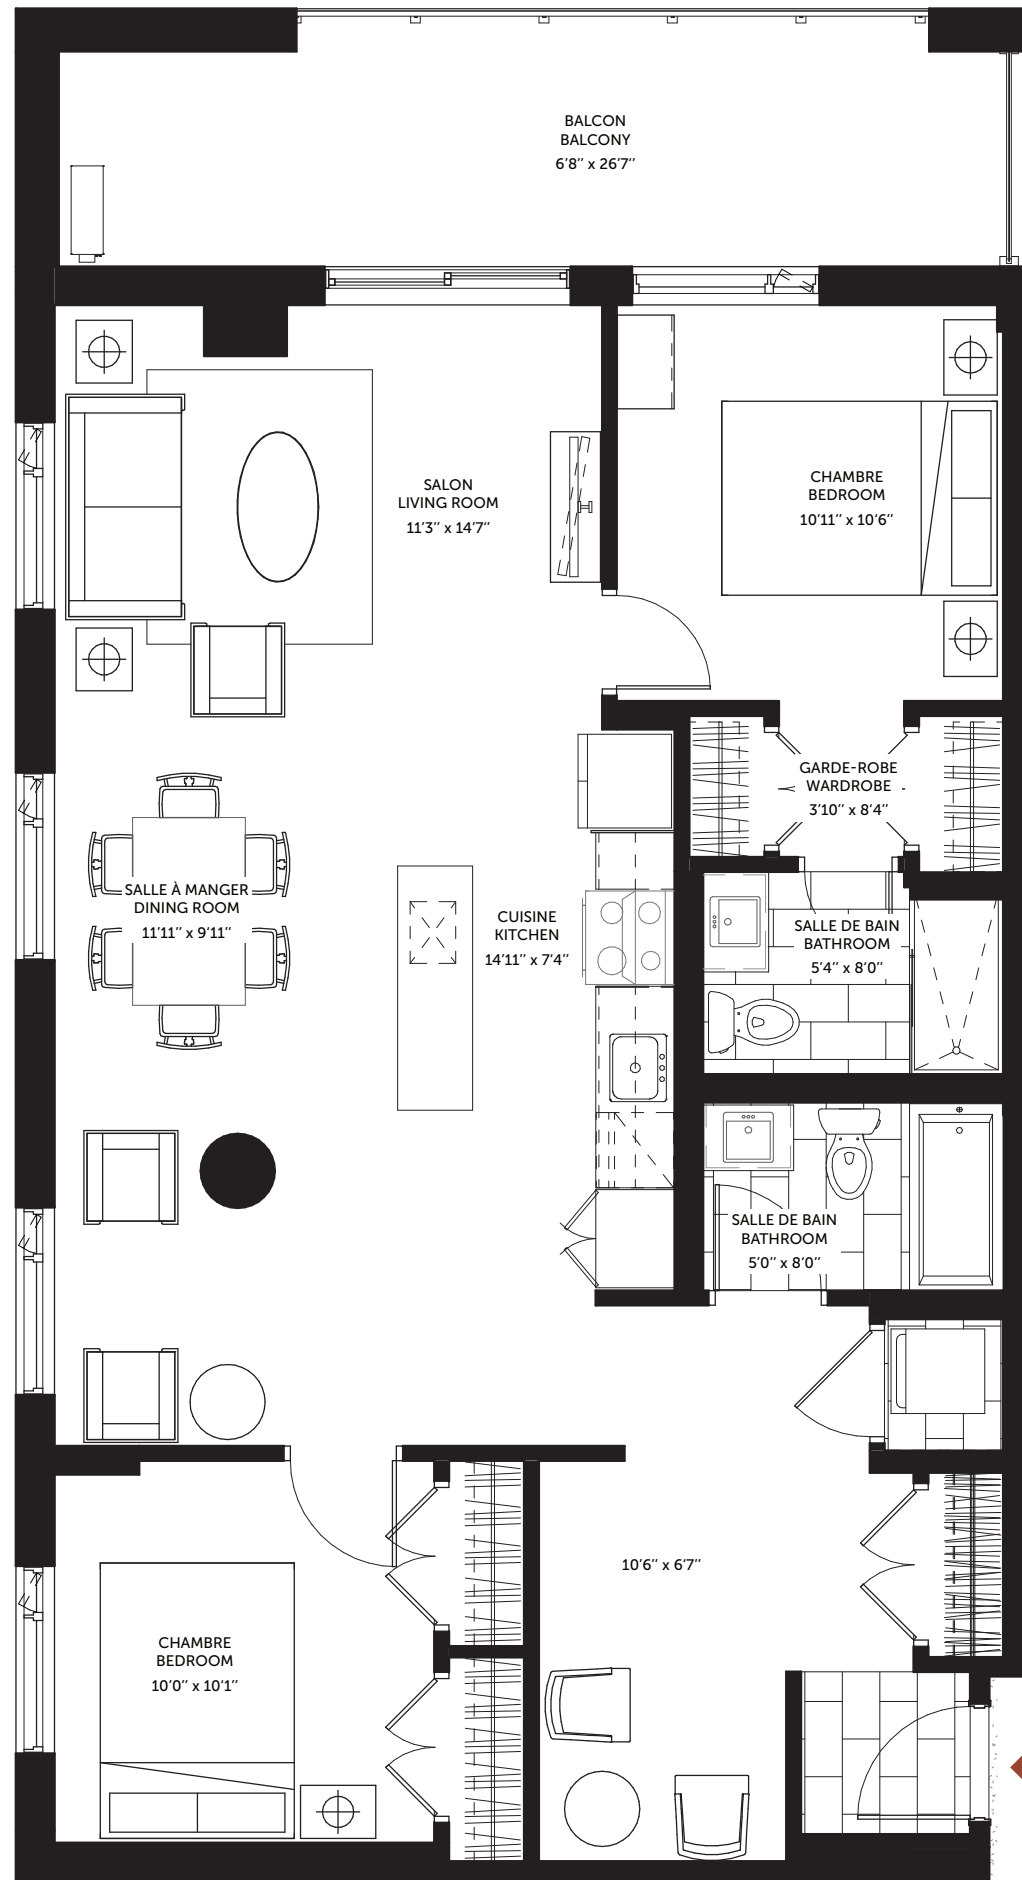 BALCON
BALCONY
6'8'' x 26'7''
SALON
LIVING ROOM
11'3'' x 14'7''
CHAMBRE
BEDROOM
10'11'' x 10'6''
GARDE-ROBE
WARDROBE
3'10'' x 8'4''
SALLE À MANGER
DINING ROOM
11'11'' x 9'11''
CUISINE
KITCHEN
14'11'' x 7'4''
SALLE DE BAIN
BATHROOM
5'4'' x 8'0''
SALLE DE BAIN
BATHROOM
5'0'' x 8'0''
10'6'' x 6'7''
CHAMBRE
BEDROOM
10'0'' x 10'1''